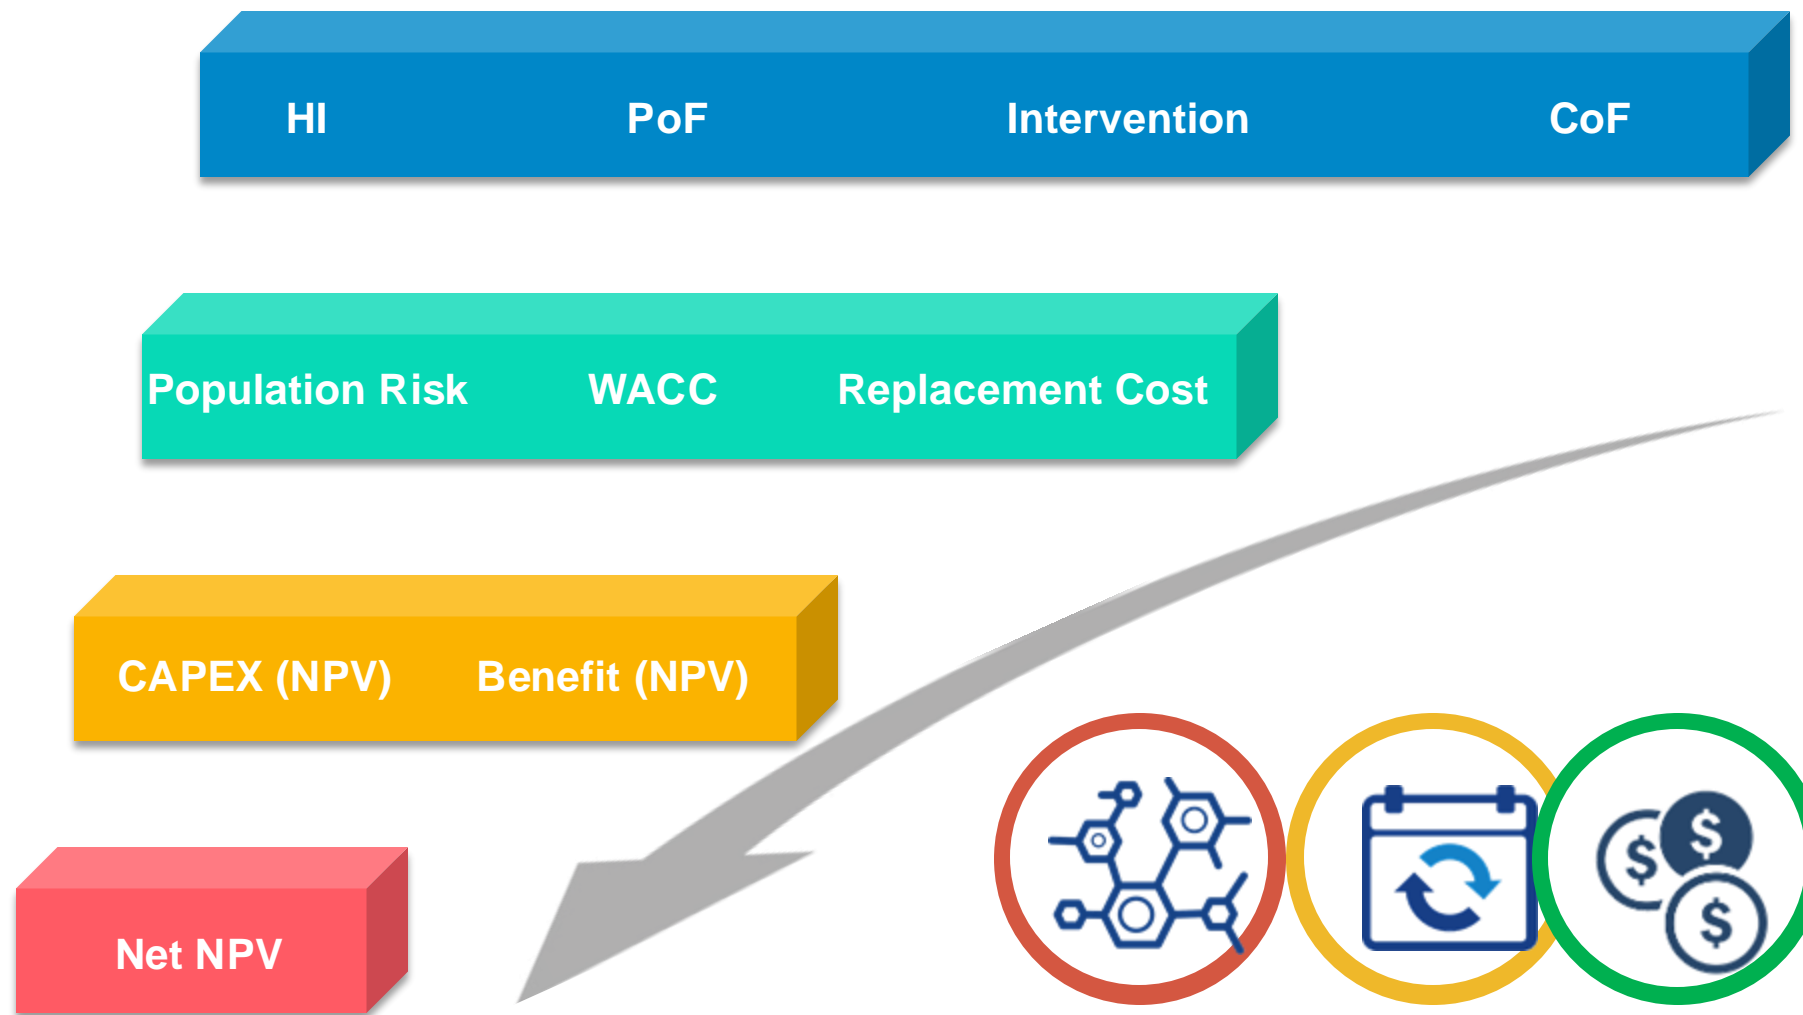 HI PoF Intervention CoF
Population Risk WACC Replacement Cost
CAPEX (NPV) Benefit (NPV)
Net NPV
$ $ $